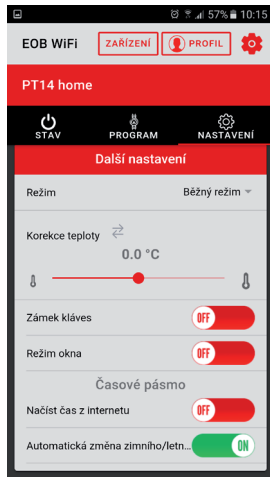 57% 10:15
EOB WiFi ZAŘÍZENÍ PROFIL
PT14 home
STAV PROGRAM NASTAVENÍ
Další nastavení
Režim Běžný režim
Korekce teploty
0.0 °C
Zámek kláves OFF
Režim okna OFF
Časové pásmo
Načíst čas z internetu OFF
Automatická změna zimního/letn... ON